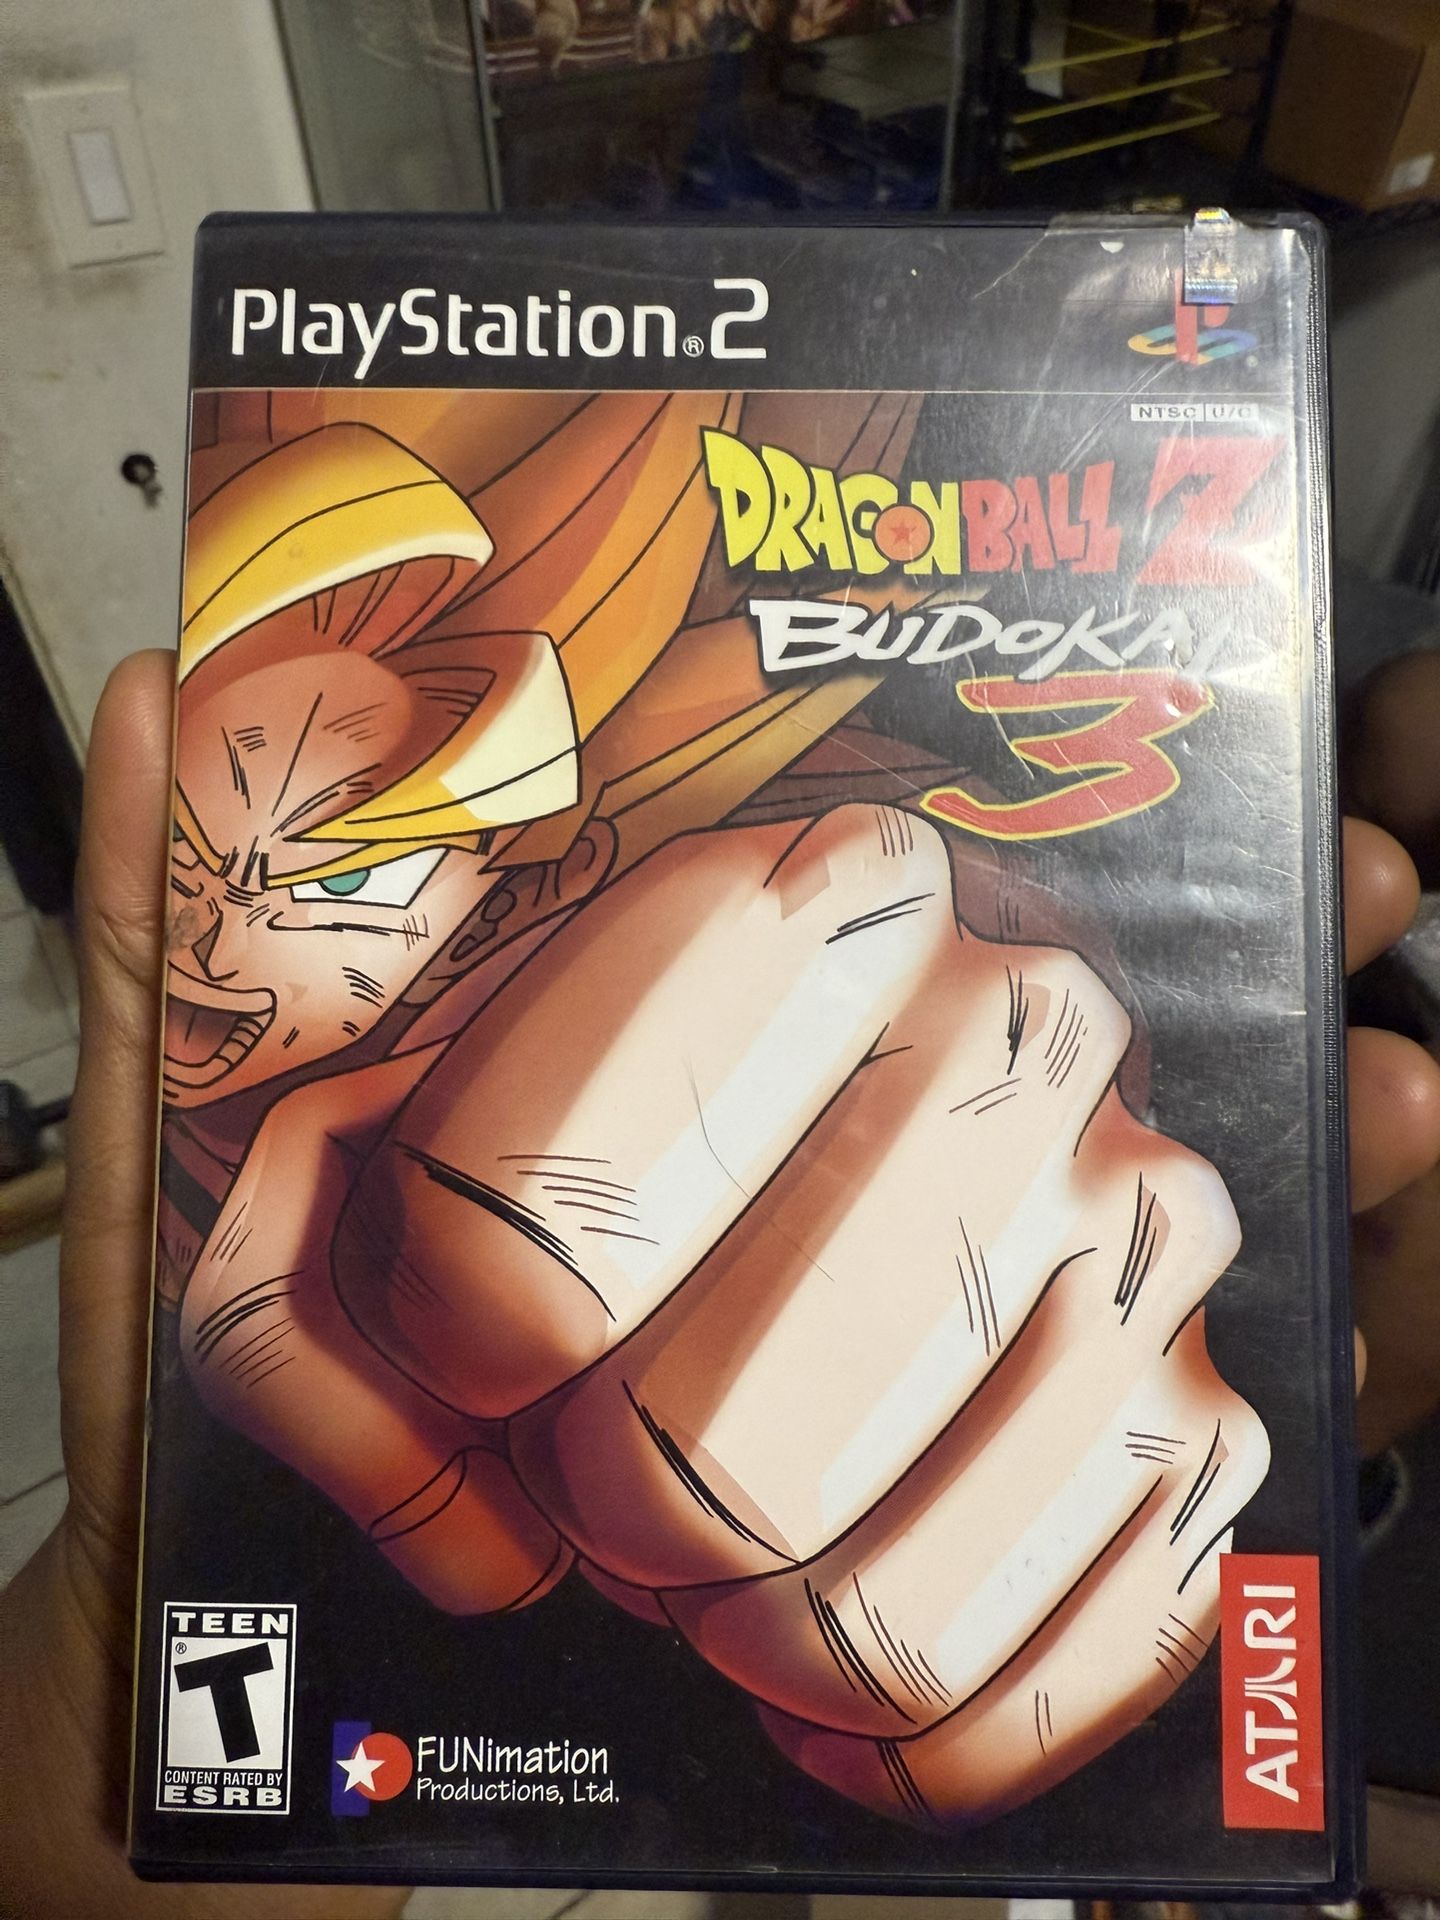 PlayStation®2
NTSC U/C
DRAGONBALL Z
BUDOKAI
3
TEEN
T
®
CONTENT RATED BY
ESRB
FUNimation
Productions, Ltd.
ATARI